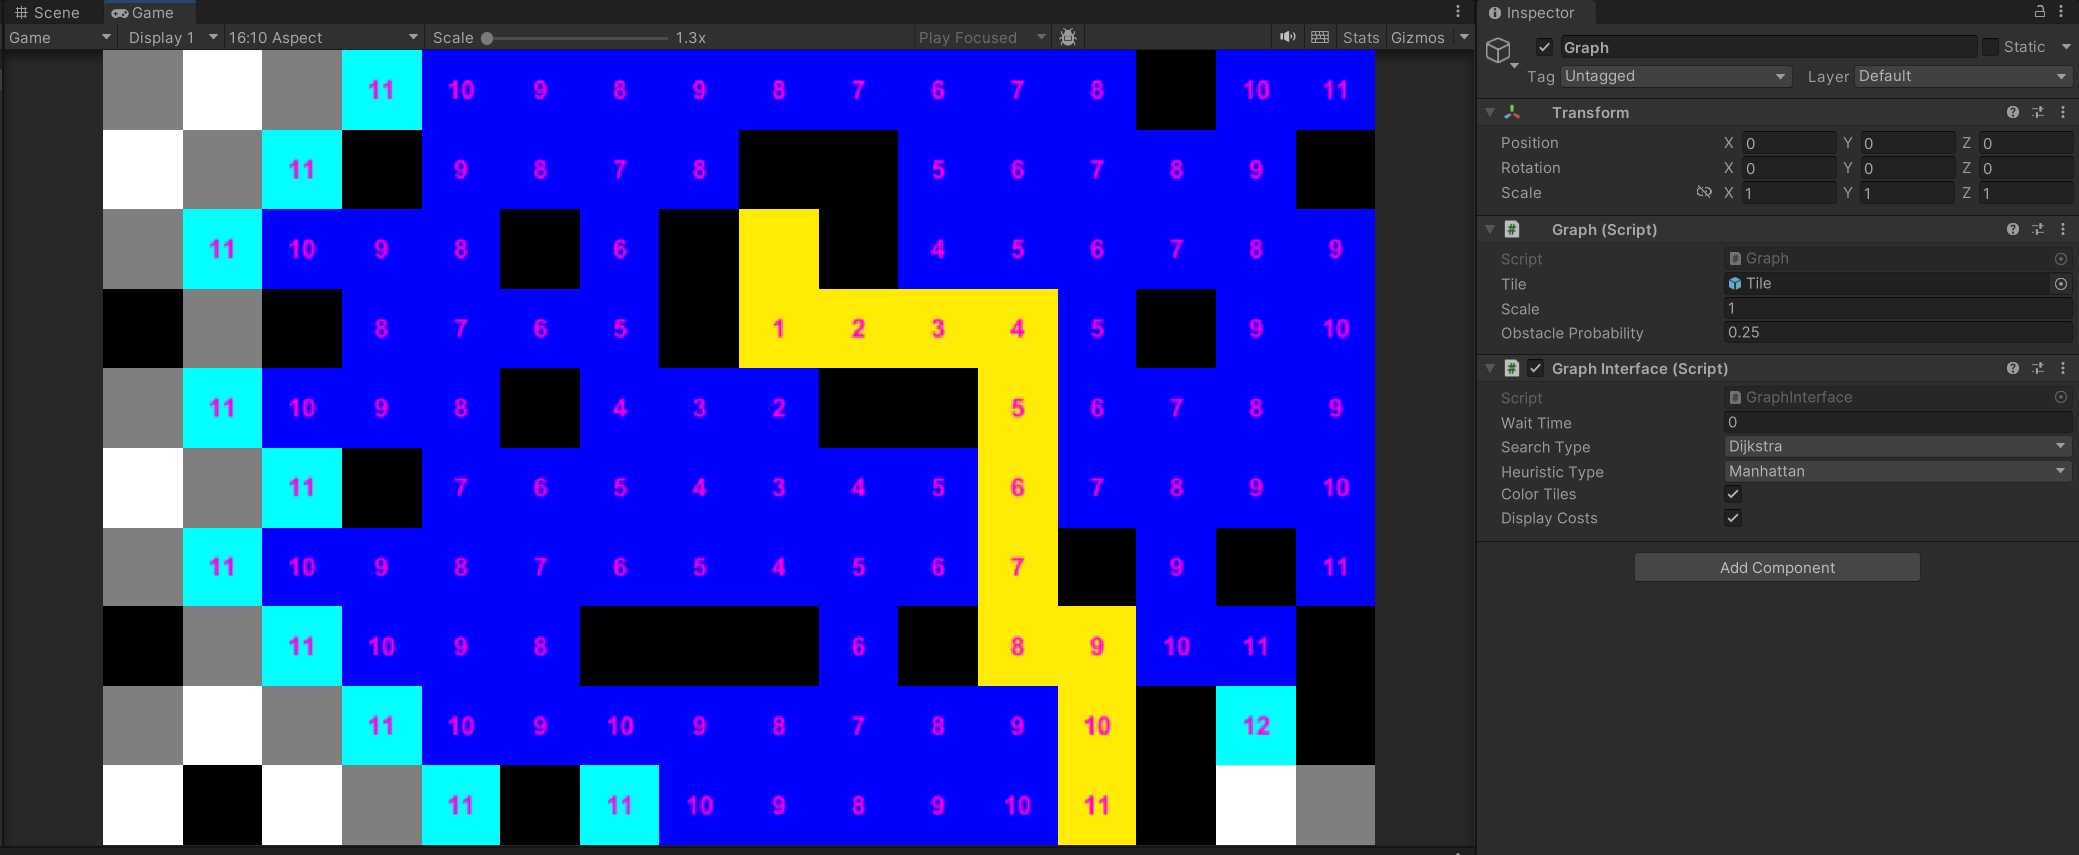 Scene Game
Game Display 1 16:10 Aspect Scale 1.3x Play Focused Stats Gizmos
11 10 9 8 9 8 7 6 7 8 10 11
11 9 8 7 8 5 6 7 8 9
11 10 9 8 6 4 5 6 7 8 9
8 7 6 5 1 2 3 4 5 9 10
11 10 9 8 4 3 2 5 6 7 8 9
11 7 6 5 4 3 4 5 6 7 8 9 10
11 10 9 8 7 6 5 4 5 6 7 9 11
11 10 9 8 6 8 9 10 11
11 10 9 10 9 8 7 8 9 10 12
11 11 10 9 8 9 10 11
Inspector
Graph Static
Tag Untagged Layer Default
Transform
Position X 0 Y 0 Z 0
Rotation X 0 Y 0 Z 0
Scale X 1 Y 1 Z 1
Graph (Script)
Script # Graph
Tile Tile
Scale 1
Obstacle Probability 0.25
Graph Interface (Script)
Script # GraphInterface
Wait Time 0
Search Type Dijkstra
Heuristic Type Manhattan
Color Tiles
Display Costs
Add Component